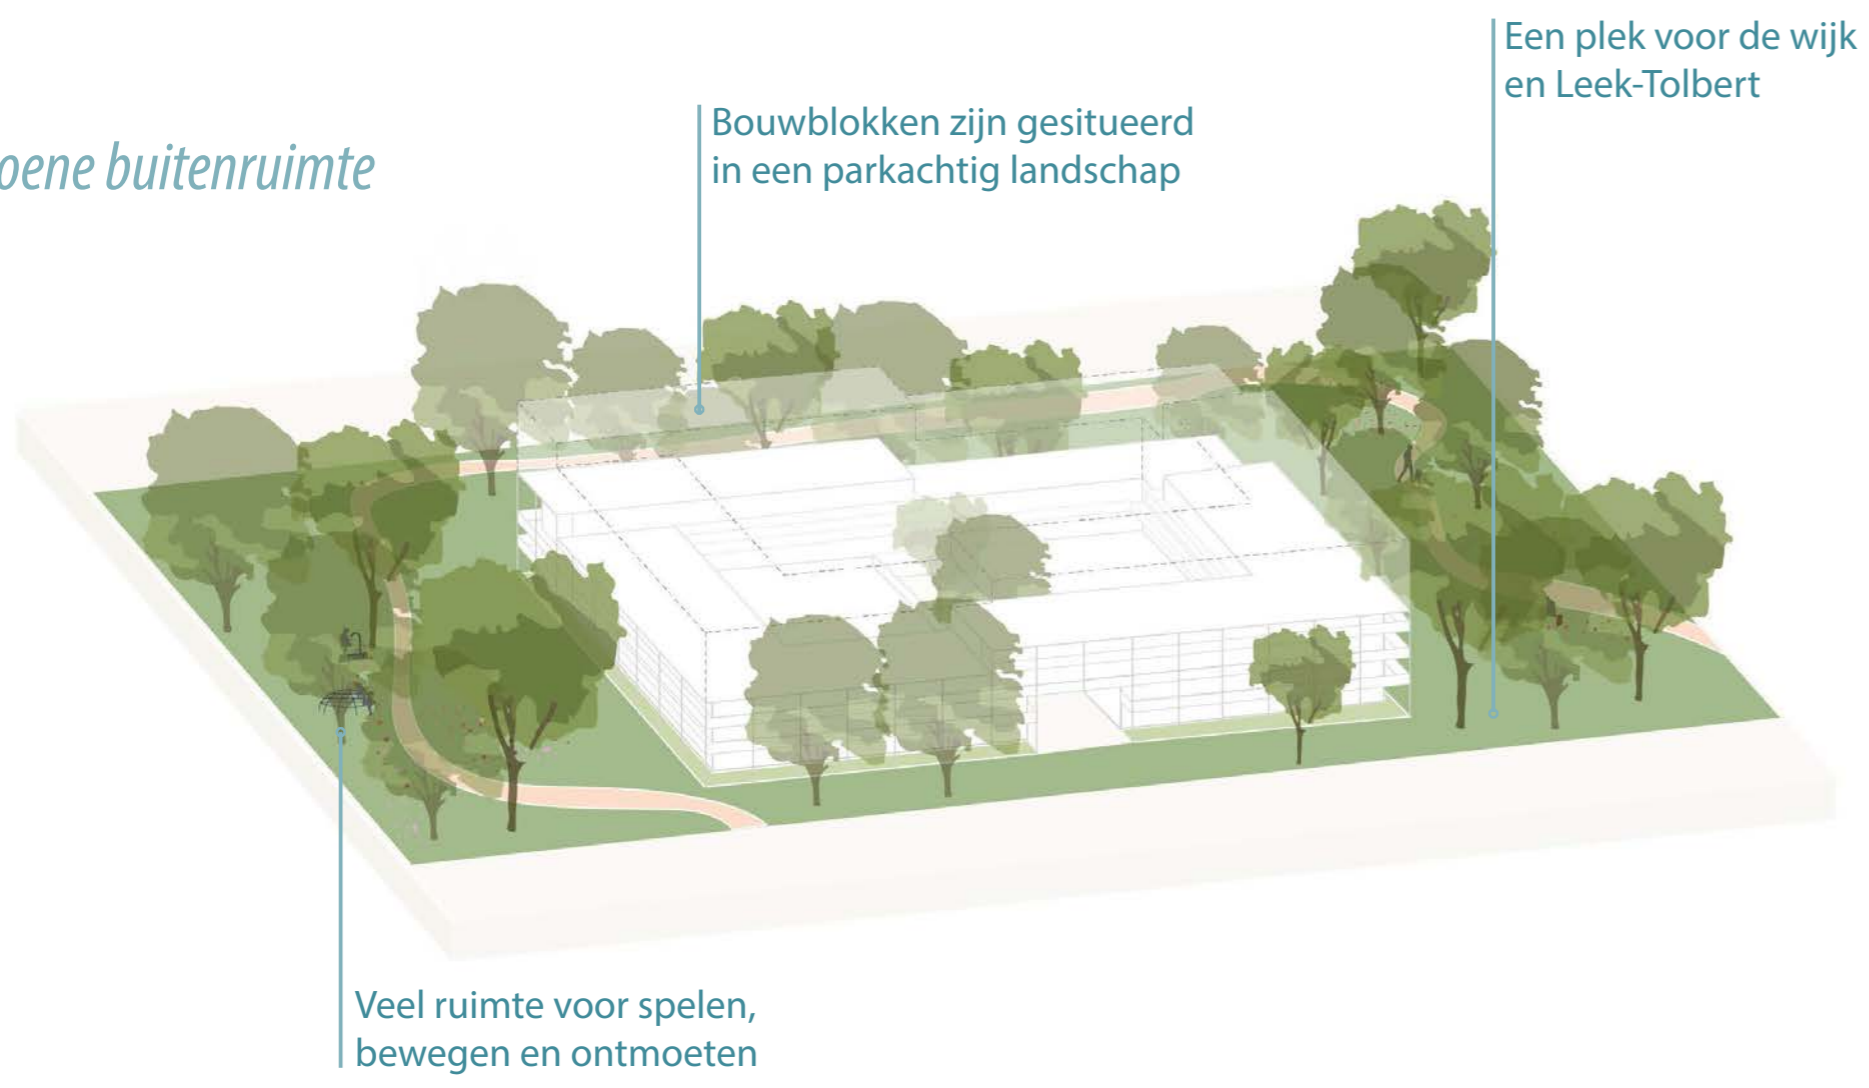 Een plek voor de wijk
en Leek-Tolbert
Bouwblokken zijn gesitueerd
in een parkachtig landschap
oene buitenruimte
Veel ruimte voor spelen,
bewegen en ontmoeten